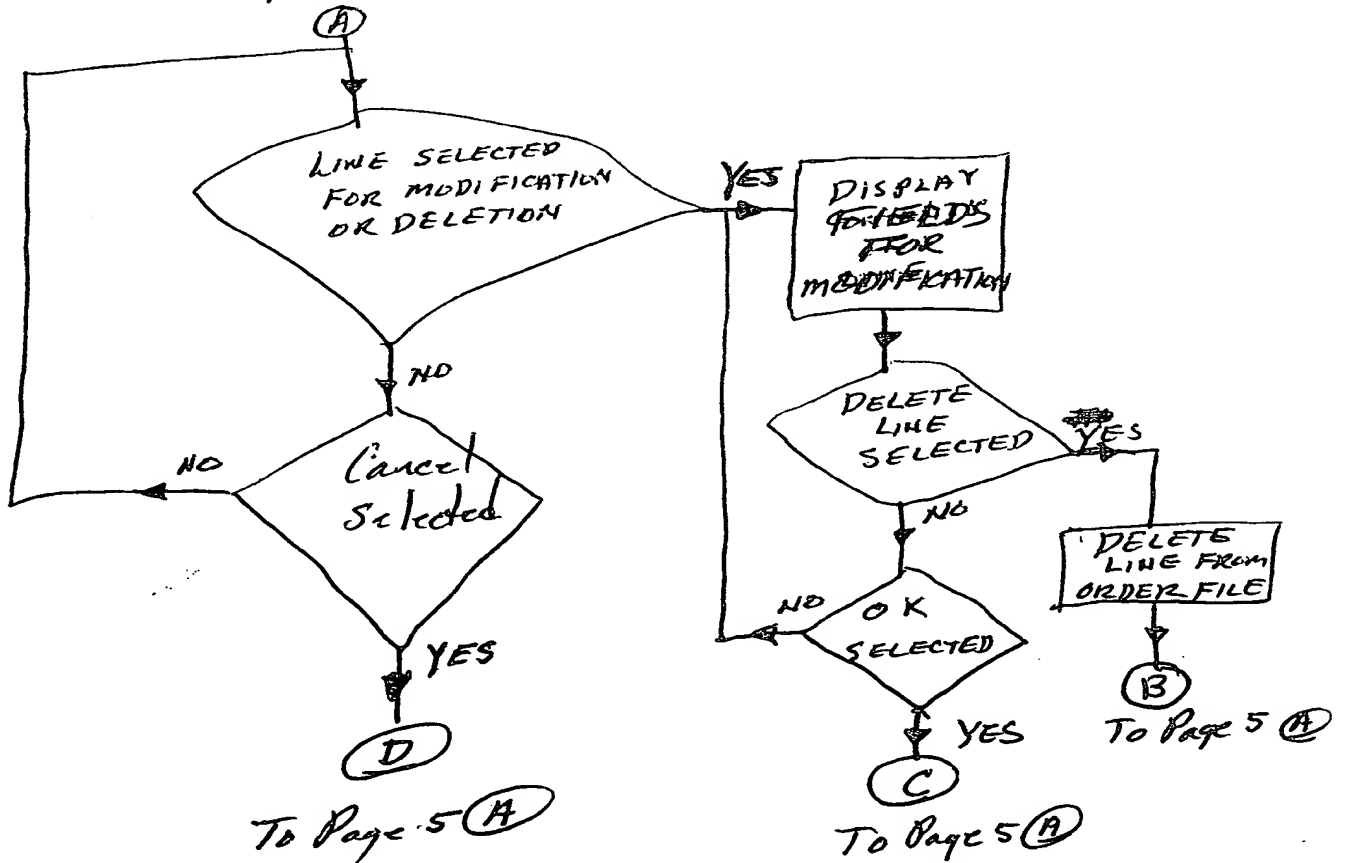 A
LINE SELECTED
FOR MODIFICATION
OR DELETION
YES
DISPLAY
FIELDS
FOR
MODIFICATION
NO
Cancel
Selected
NO
YES
D
To Page 5 A
DELETE
LINE
SELECTED
YES
NO
DELETE
LINE FROM
ORDER FILE
B
To Page 5 A
OK
SELECTED
NO
YES
C
To Page 5 A